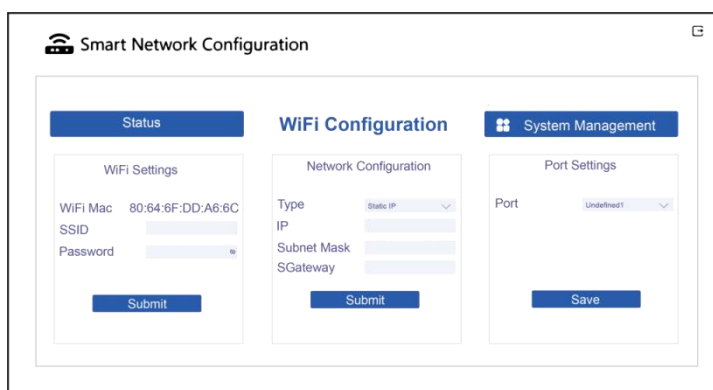 Smart Network Configuration
Status
WiFi Configuration
System Management
WiFi Settings
WiFi Mac 80:64:6F:DD:A6:6C
SSID
Password
Submit
Network Configuration
Type Static IP
IP
Subnet Mask
SGateway
Submit
Port Settings
Port Undefined1
Save